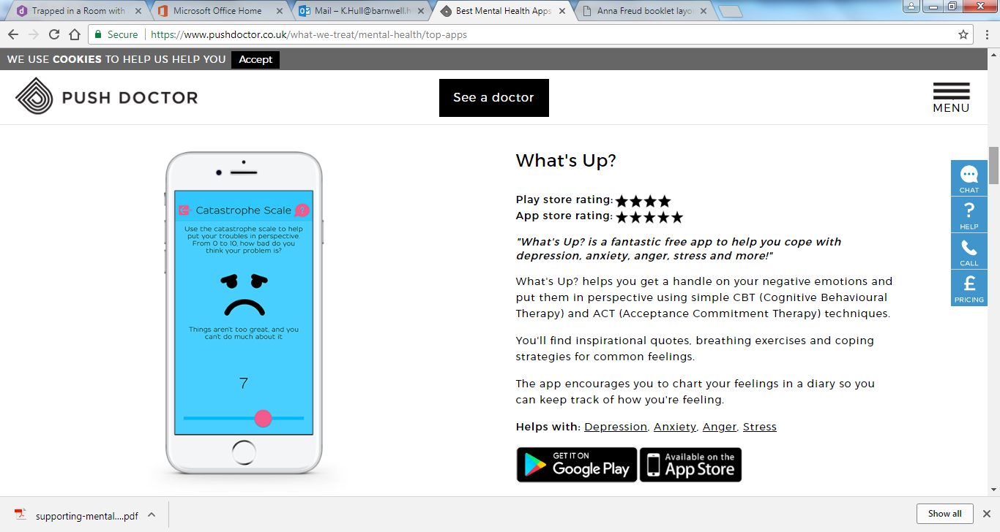 Trapped in a Room with
Microsoft Office Home
Mail – K.Hull@barnwell.h
Best Mental Health Apps
Anna Freud booklet layo
Secure
https://www.pushdoctor.co.uk/what-we-treat/mental-health/top-apps
WE USE COOKIES TO HELP US HELP YOU
Accept
PUSH DOCTOR
See a doctor
MENU
Catastrophe Scale
?
Use the catastrophe scale to help
put your troubles in perspective.
From 0 to 10, how bad do you
think your problem is?
Things aren't too great, and you
can't do much about it
7
What's Up?
Play store rating: ★★★★
App store rating: ★★★★★
"What's Up? is a fantastic free app to help you cope with
depression, anxiety, anger, stress and more!"
What's Up? helps you get a handle on your negative emotions and
put them in perspective using simple CBT (Cognitive Behavioural
Therapy) and ACT (Acceptance Commitment Therapy) techniques.
You'll find inspirational quotes, breathing exercises and coping
strategies for common feelings.
The app encourages you to chart your feelings in a diary so you
can keep track of how you're feeling.
Helps with: Depression, Anxiety, Anger, Stress
GET IT ON
Google Play
Available on the
App Store
CHAT
?
HELP
CALL
£
PRICING
supporting-mental....pdf
Show all